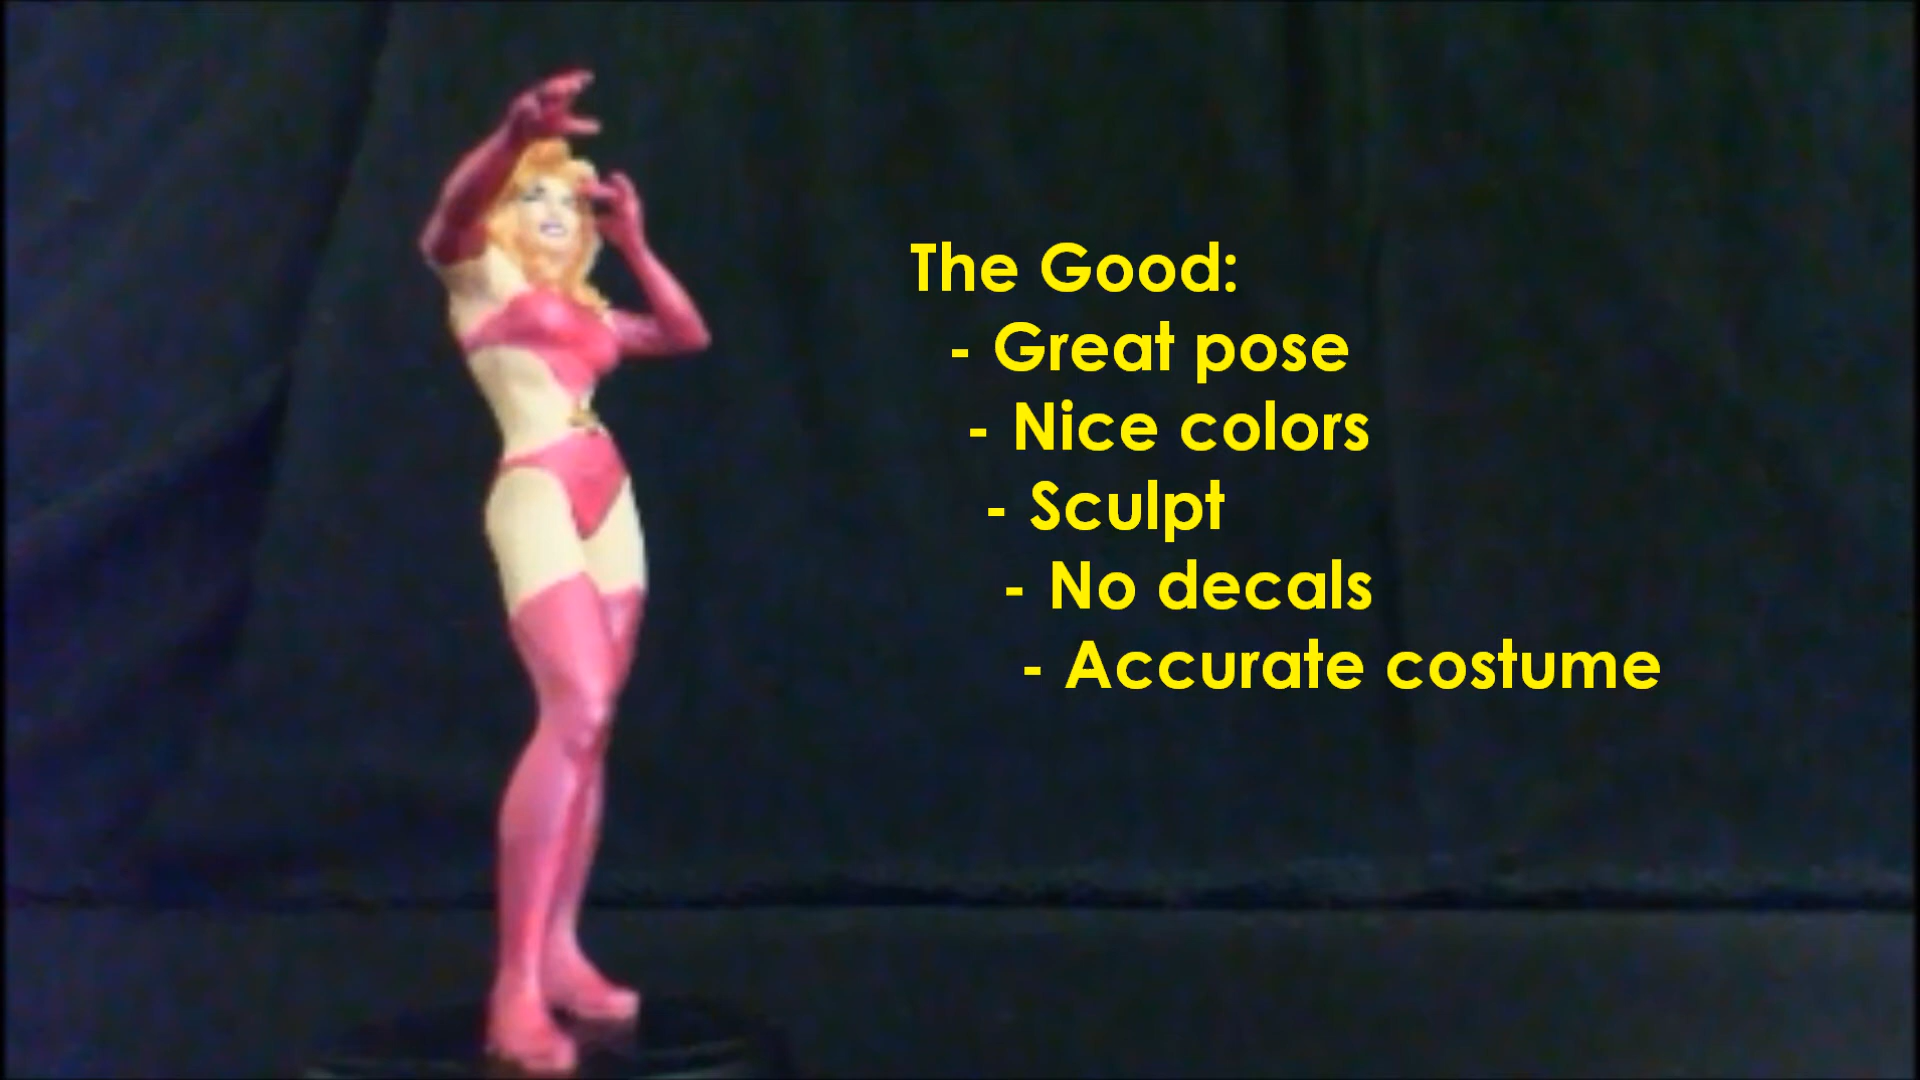 The Good:
- Great pose
- Nice colors
- Sculpt
- No decals
- Accurate costume